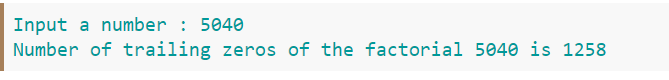 Input a number : 5040
Number of trailing zeros of the factorial 5040 is 1258